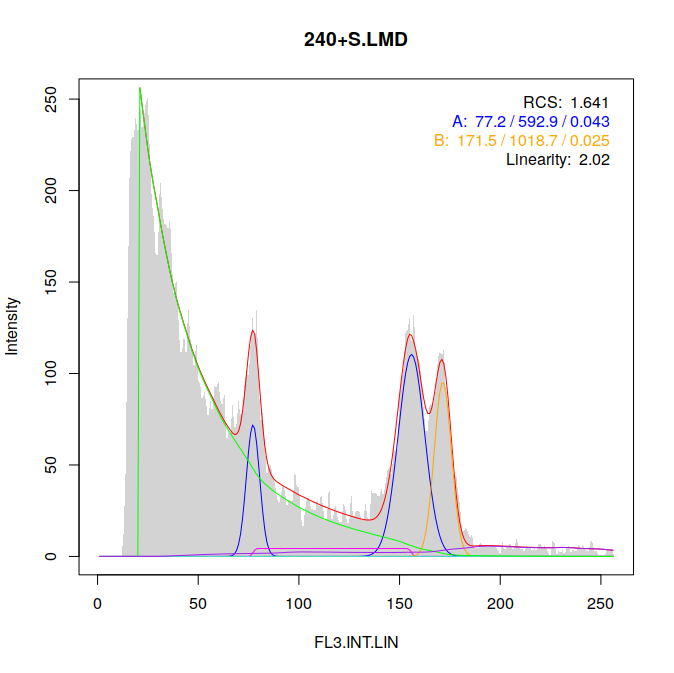 240+S.LMD
RCS: 1.641
A: 77.2 / 592.9 / 0.043
B: 171.5 / 1018.7 / 0.025
Linearity: 2.02
250
200
150
100
50
0
Intensity
0 50 100 150 200 250
FL3.INT.LIN